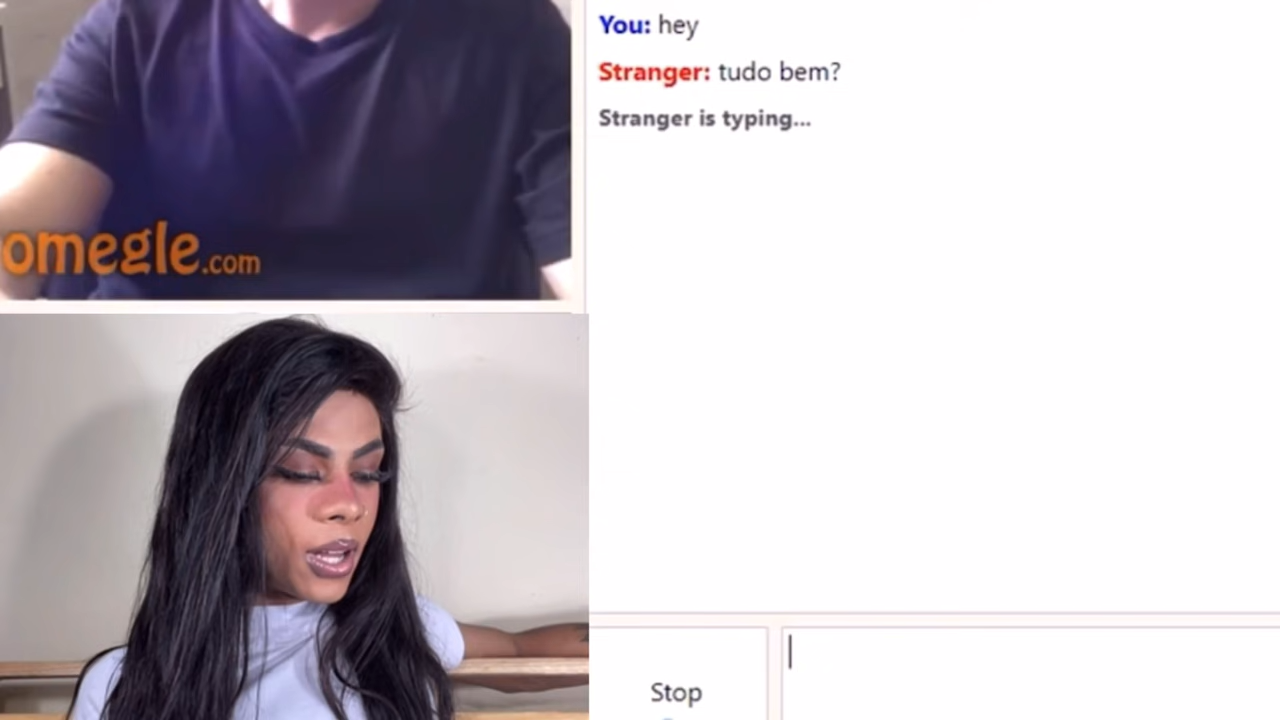 You: hey
Stranger: tudo bem?
Stranger is typing...
omegle.com
Stop